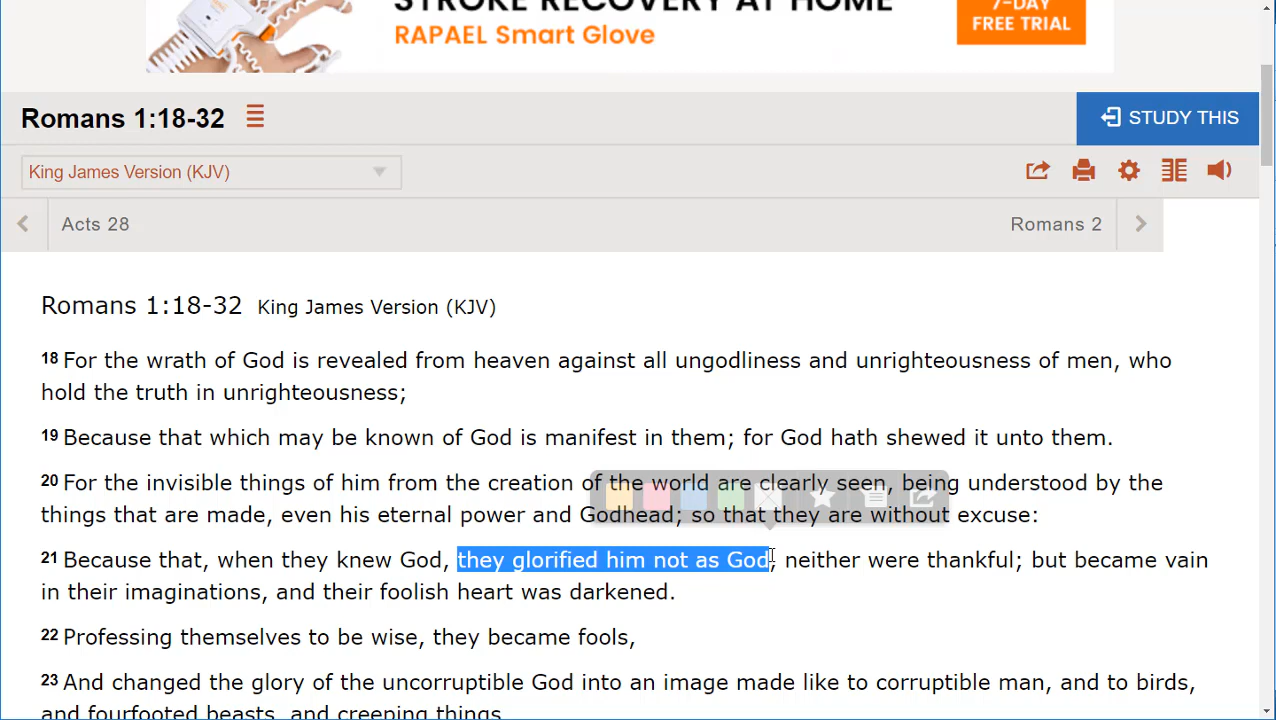 STROKE RECOVERY AT HOME
RAPAEL Smart Glove
7-DAY
FREE TRIAL
Romans 1:18-32
STUDY THIS
King James Version (KJV)
Acts 28
Romans 2
Romans 1:18-32 King James Version (KJV)
18 For the wrath of God is revealed from heaven against all ungodliness and unrighteousness of men, who
hold the truth in unrighteousness;
19 Because that which may be known of God is manifest in them; for God hath shewed it unto them.
20 For the invisible things of him from the creation of the world are clearly seen, being understood by the
things that are made, even his eternal power and Godhead; so that they are without excuse:
21 Because that, when they knew God, they glorified him not as God, neither were thankful; but became vain
in their imaginations, and their foolish heart was darkened.
22 Professing themselves to be wise, they became fools,
23 And changed the glory of the uncorruptible God into an image made like to corruptible man, and to birds,
and fourfooted beasts, and creeping things.